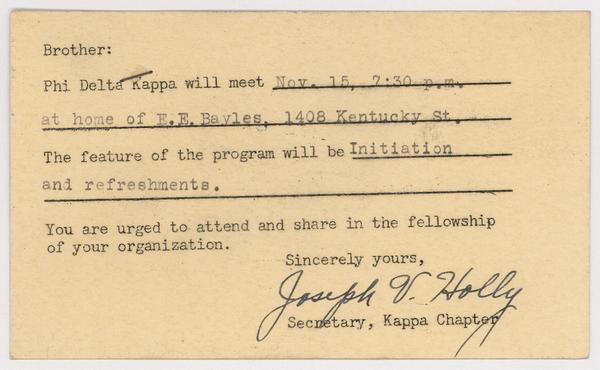 Brother:
Phi Delta Kappa will meet Nov. 15, 7:30 p.m.
at home of E.E.Bayles, 1408 Kentucky St.
The feature of the program will be Initiation
and refreshments.
You are urged to attend and share in the fellowship
of your organization.
Sincerely yours,
Joseph V. Holly
Secretary, Kappa Chapter